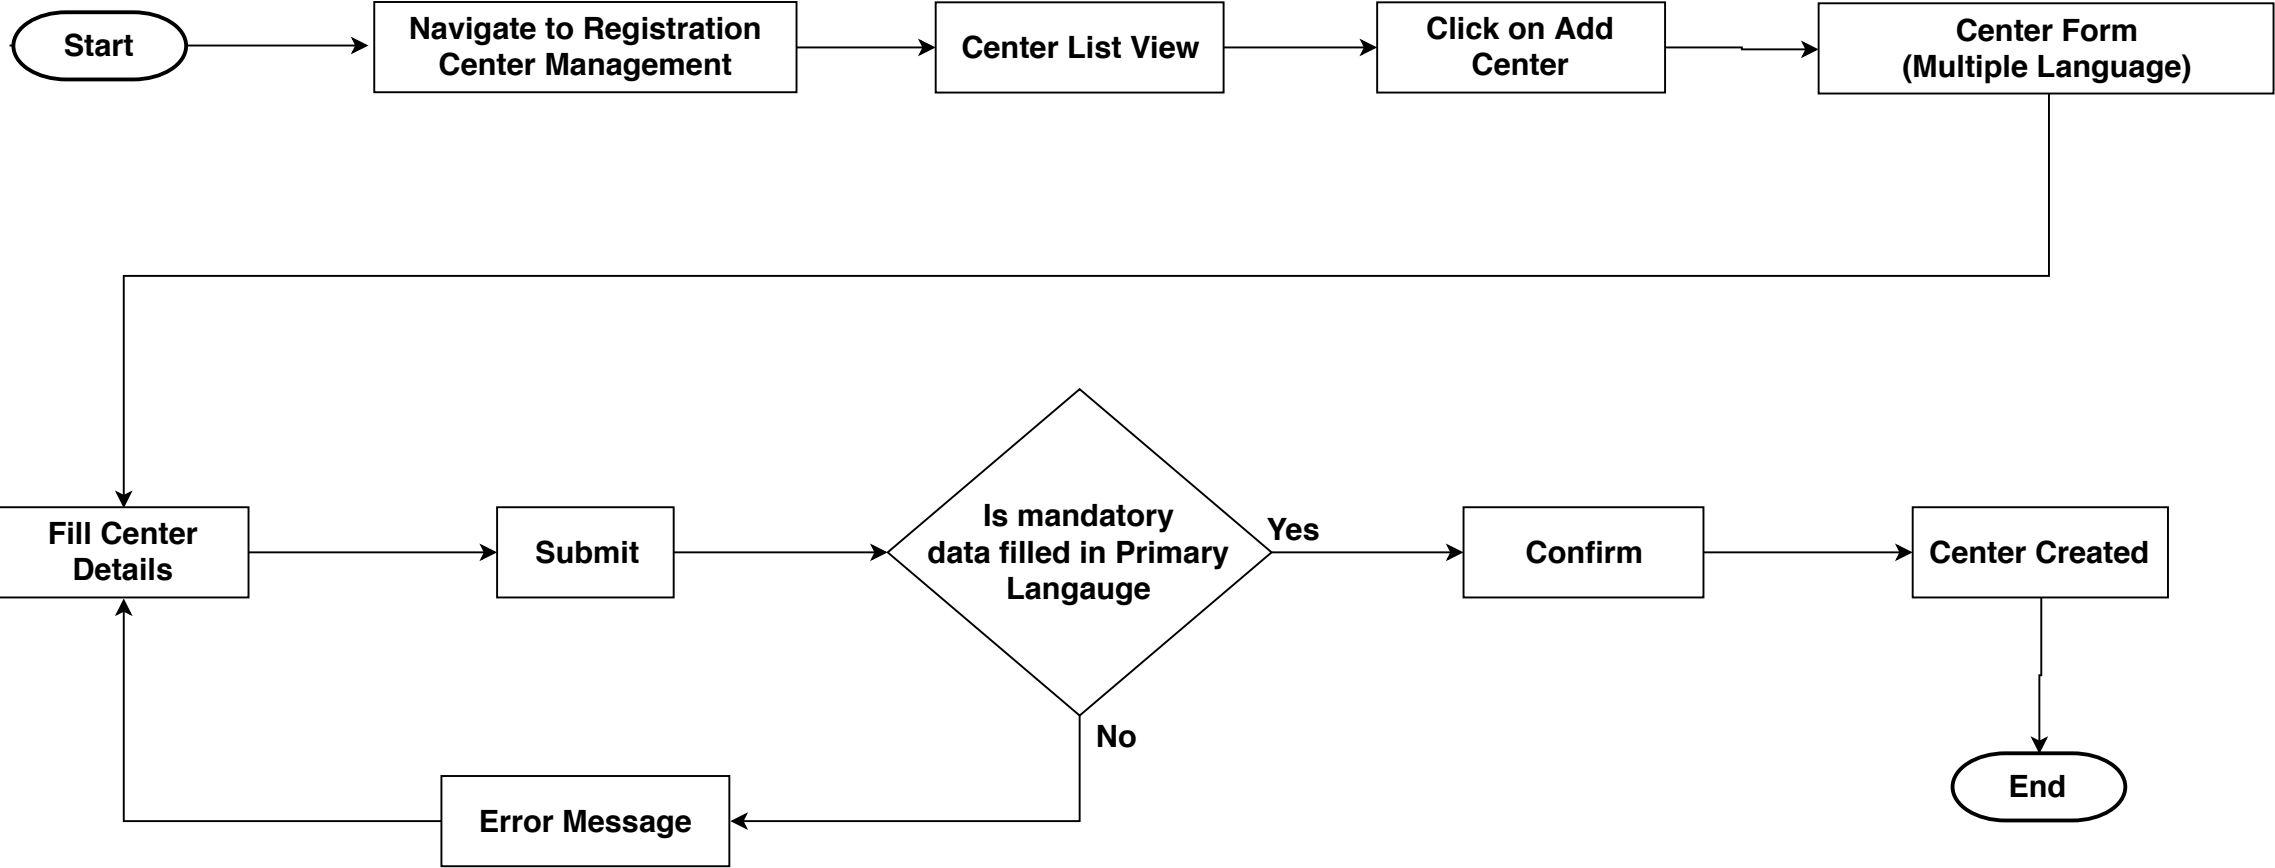 Start
Navigate to Registration
Center Management
Center List View
Click on Add
Center
Center Form
(Multiple Language)
Fill Center
Details
Submit
Is mandatory
data filled in Primary
Langauge
Yes
Confirm
Center Created
No
Error Message
End